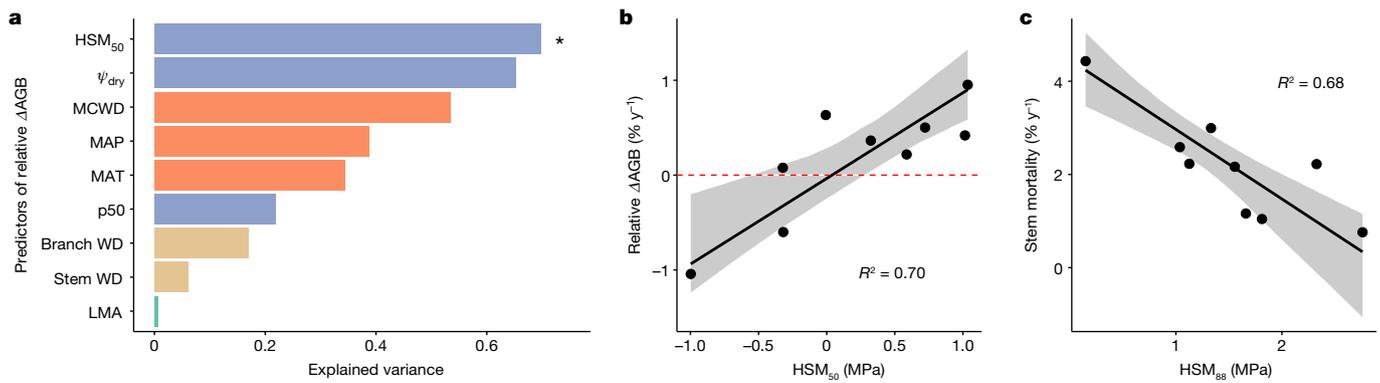 a
Predictors of relative ΔAGB
HSM50
ψdry
MCWD
MAP
MAT
p50
Branch WD
Stem WD
LMA
*
0 0.2 0.4 0.6
Explained variance
b
Relative ΔAGB (% y⁻¹)
1
0
−1
R² = 0.70
−1.0 −0.5 0 0.5 1.0
HSM50 (MPa)
c
Stem mortality (% y⁻¹)
4
2
0
R² = 0.68
1 2
HSM88 (MPa)